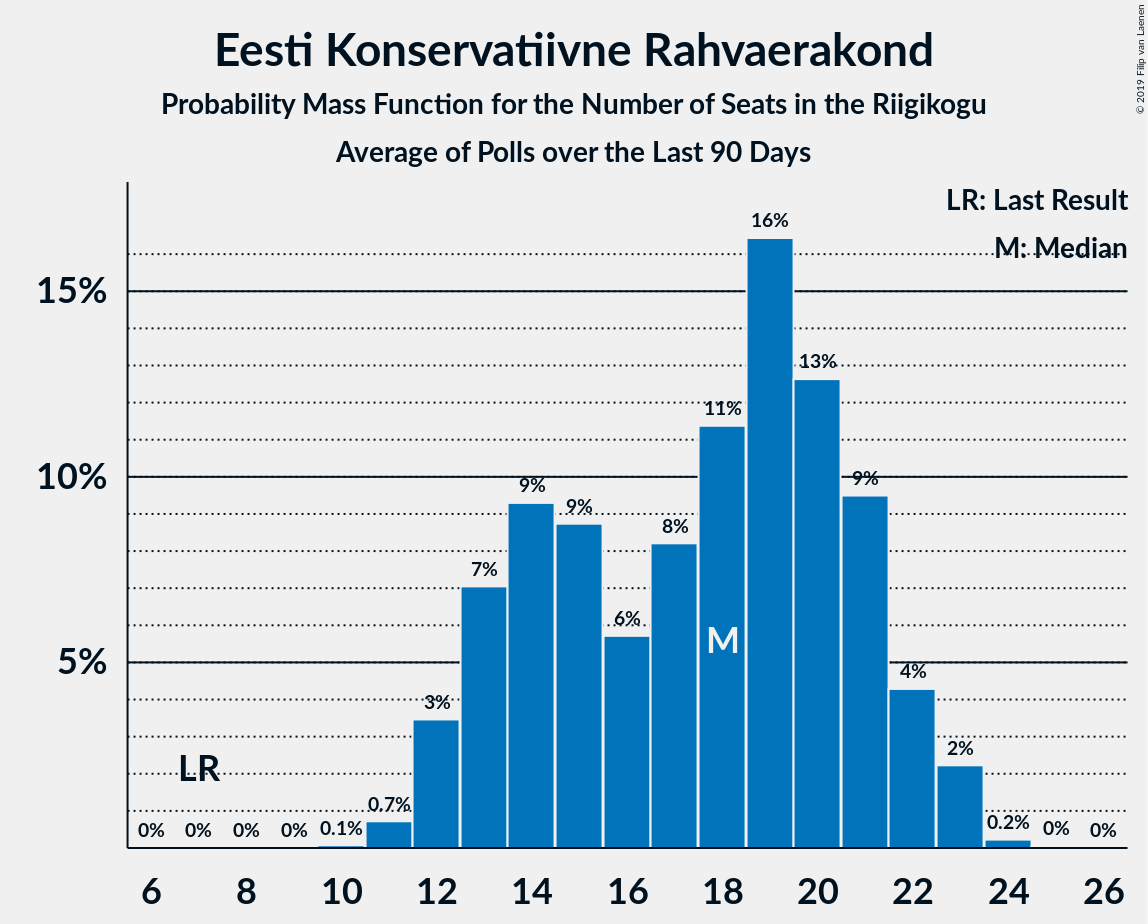 Eesti Konservatiivne Rahvaerakond
Probability Mass Function for the Number of Seats in the Riigikogu
Average of Polls over the Last 90 Days
© 2019 Filip van Laenen
LR: Last Result
M: Median
15%
10%
5%
0%
0%
0%
0%
0.1%
0.7%
3%
7%
9%
9%
6%
8%
11%
16%
13%
9%
4%
2%
0.2%
0%
0%
LR
M
6 8 10 12 14 16 18 20 22 24 26